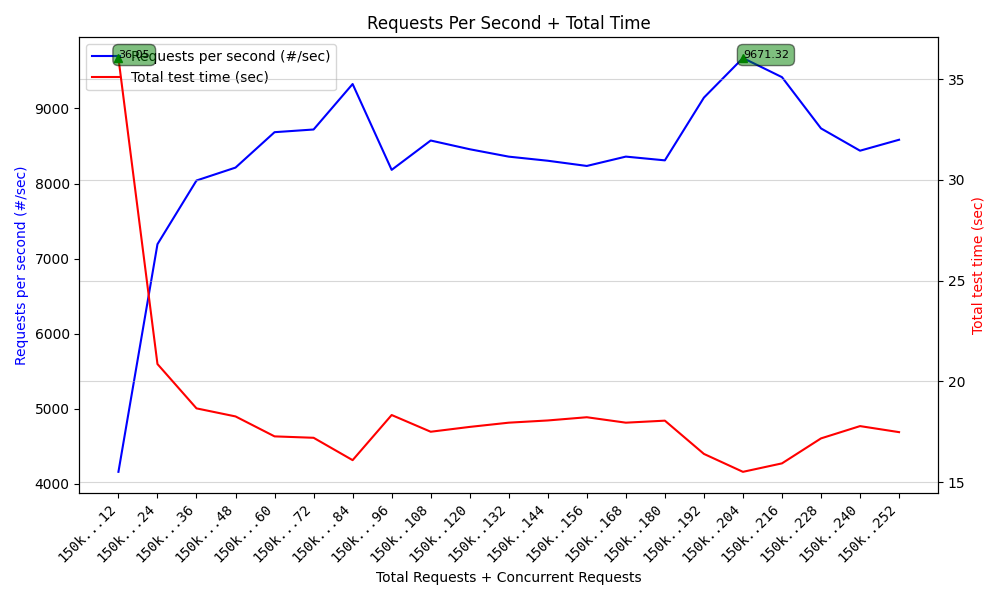 Requests Per Second + Total Time
36.05
Requests per second (#/sec)
Total test time (sec)
9671.32
Requests per second (#/sec)
9000
8000
7000
6000
5000
4000
35
30
25
20
15
Total test time (sec)
150k...12
150k...24
150k...36
150k...48
150k...60
150k...72
150k...84
150k...96
150k..108
150k..120
150k..132
150k..144
150k..156
150k..168
150k..180
150k..192
150k..204
150k..216
150k..228
150k..240
150k..252
Total Requests + Concurrent Requests